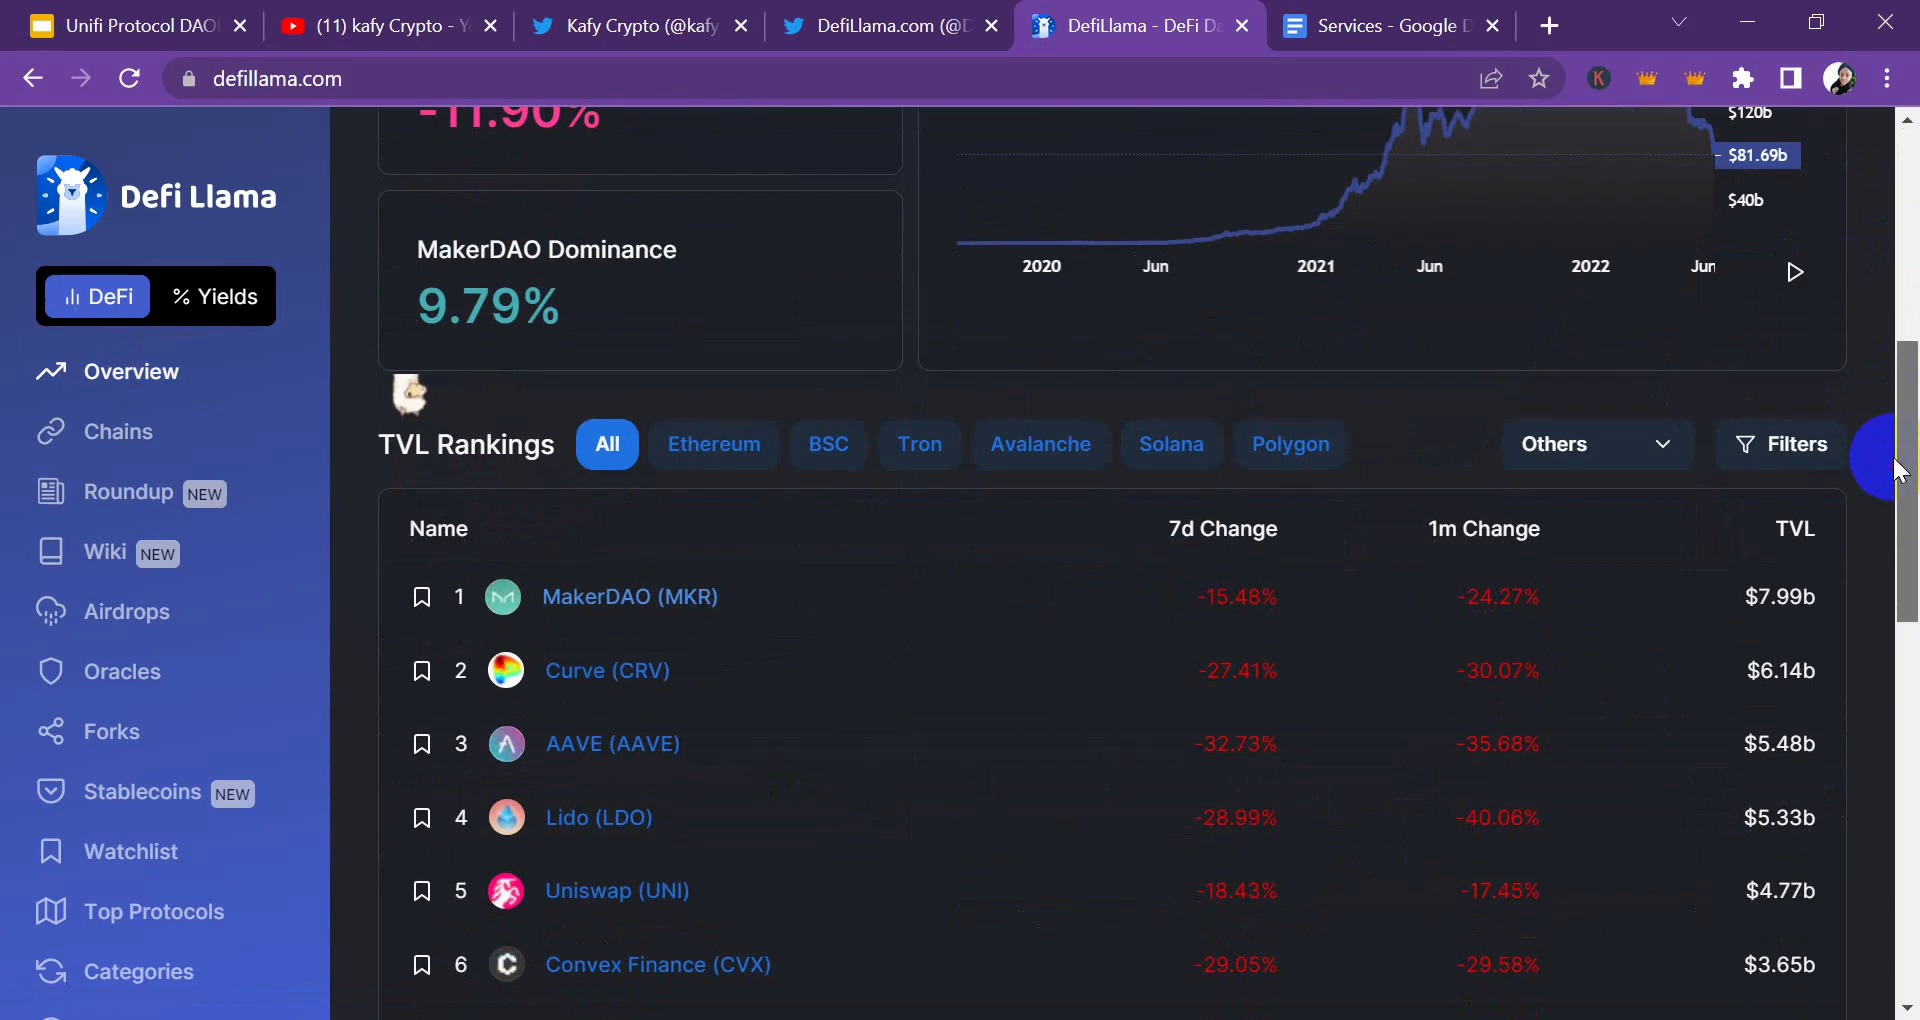 Unifi Protocol DAO
(11) kafy Crypto - Y
Kafy Crypto (@kafy
DefiLlama.com (@D
DefiLlama - DeFi Da
Services - Google D
defillama.com
K
Defi Llama
DeFi
% Yields
Overview
Chains
Roundup NEW
Wiki NEW
Airdrops
Oracles
Forks
Stablecoins NEW
Watchlist
Top Protocols
Categories
-11.90%
MakerDAO Dominance
9.79%
$120b
$81.69b
$40b
2020 Jun 2021 Jun 2022 Jun
TVL Rankings All Ethereum BSC Tron Avalanche Solana Polygon Others Filters
Name 7d Change 1m Change TVL
1 MakerDAO (MKR) -15.48% -24.27% $7.99b
2 Curve (CRV) -27.41% -30.07% $6.14b
3 AAVE (AAVE) -32.73% -35.68% $5.48b
4 Lido (LDO) -28.99% -40.06% $5.33b
5 Uniswap (UNI) -18.43% -17.45% $4.77b
6 Convex Finance (CVX) -29.05% -29.58% $3.65b